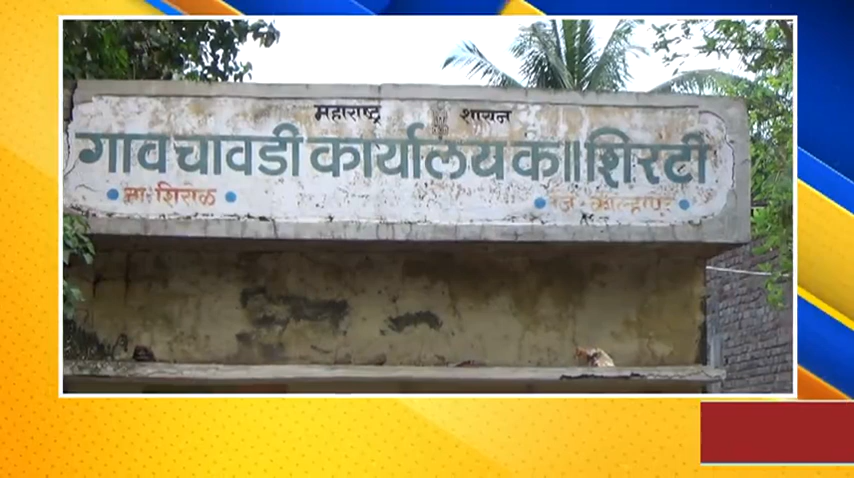 महाराष्ट्र शासन
गाव चावडी कार्यालय क॥ शिरटी
ता. शिरोळ जि. कोल्हापूर